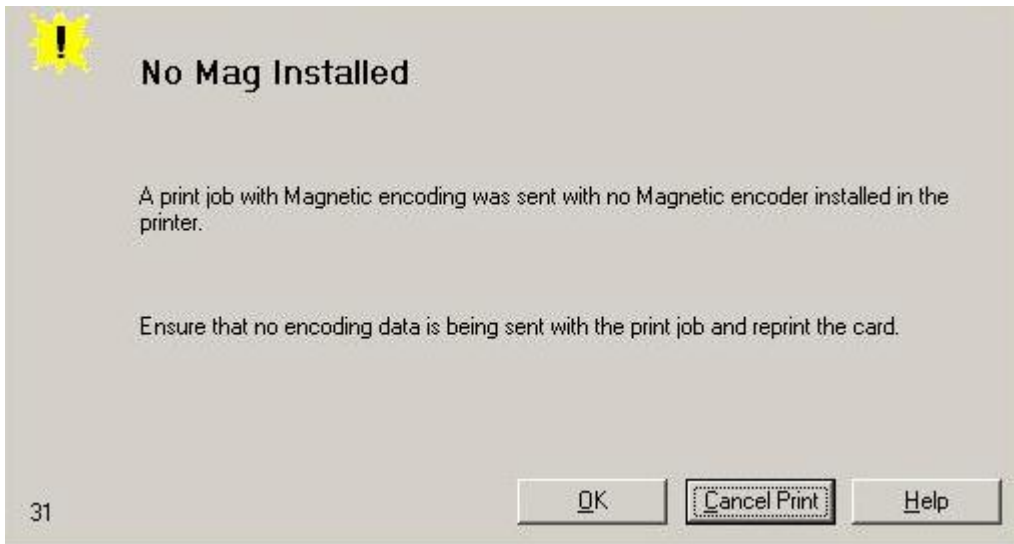 !
No Mag Installed
A print job with Magnetic encoding was sent with no Magnetic encoder installed in the
printer.
Ensure that no encoding data is being sent with the print job and reprint the card.
31
OK
Cancel Print
Help